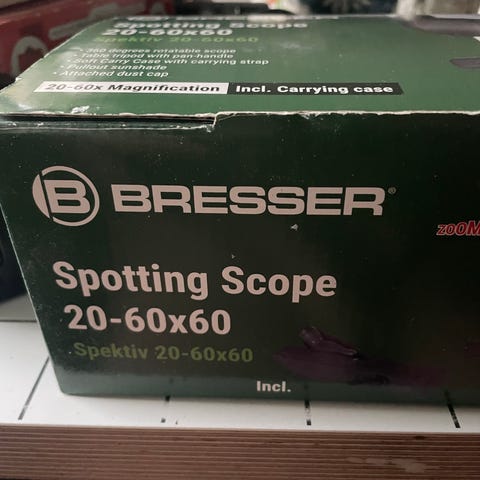 Spotting Scope
20-60x60
Spektiv 20-60x60
• 360 degrees rotatable scope
• Table tripod with pan-handle
• Soft Carry Case with carrying strap
• Pullout sunshade
• Attached dust cap
20-60x Magnification Incl. Carrying case
B BRESSER®
ZOOM
Spotting Scope
20-60x60
Spektiv 20-60x60
Incl.